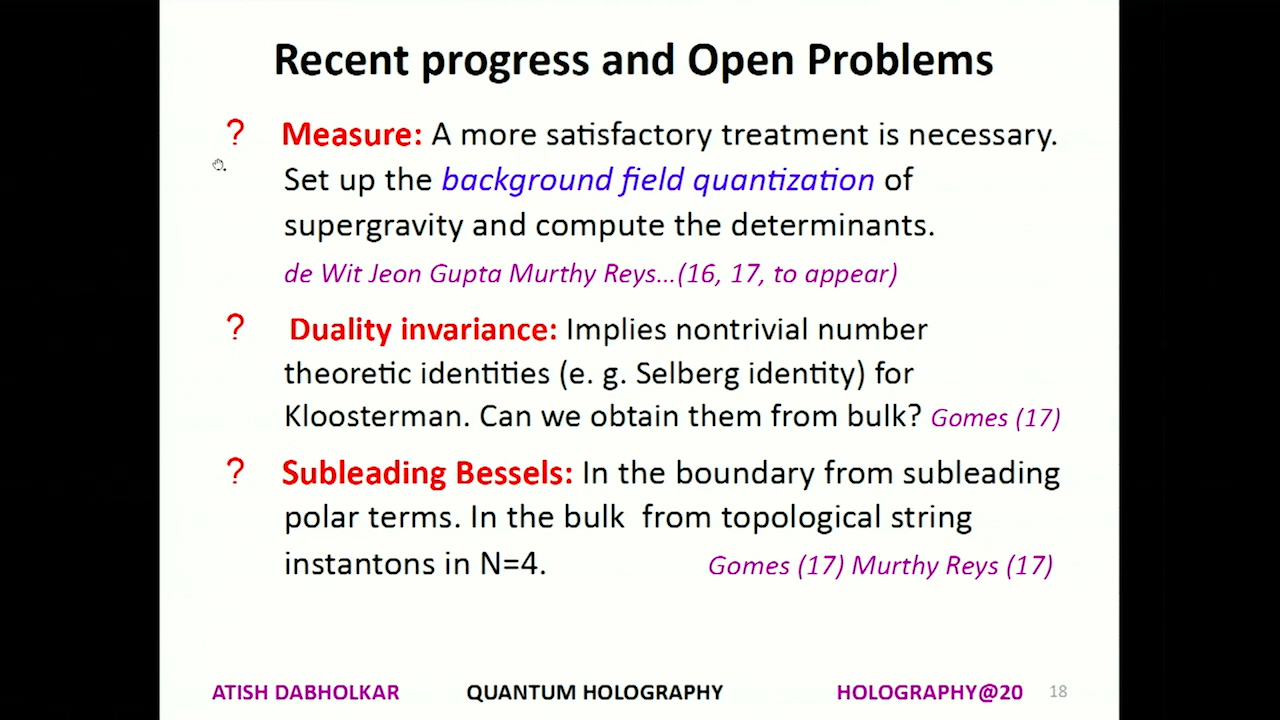 Recent progress and Open Problems
? Measure: A more satisfactory treatment is necessary.
Set up the background field quantization of
supergravity and compute the determinants.
de Wit Jeon Gupta Murthy Reys...(16, 17, to appear)
? Duality invariance: Implies nontrivial number
theoretic identities (e. g. Selberg identity) for
Kloosterman. Can we obtain them from bulk? Gomes (17)
? Subleading Bessels: In the boundary from subleading
polar terms. In the bulk from topological string
instantons in N=4. Gomes (17) Murthy Reys (17)
ATISH DABHOLKAR QUANTUM HOLOGRAPHY HOLOGRAPHY@20 18